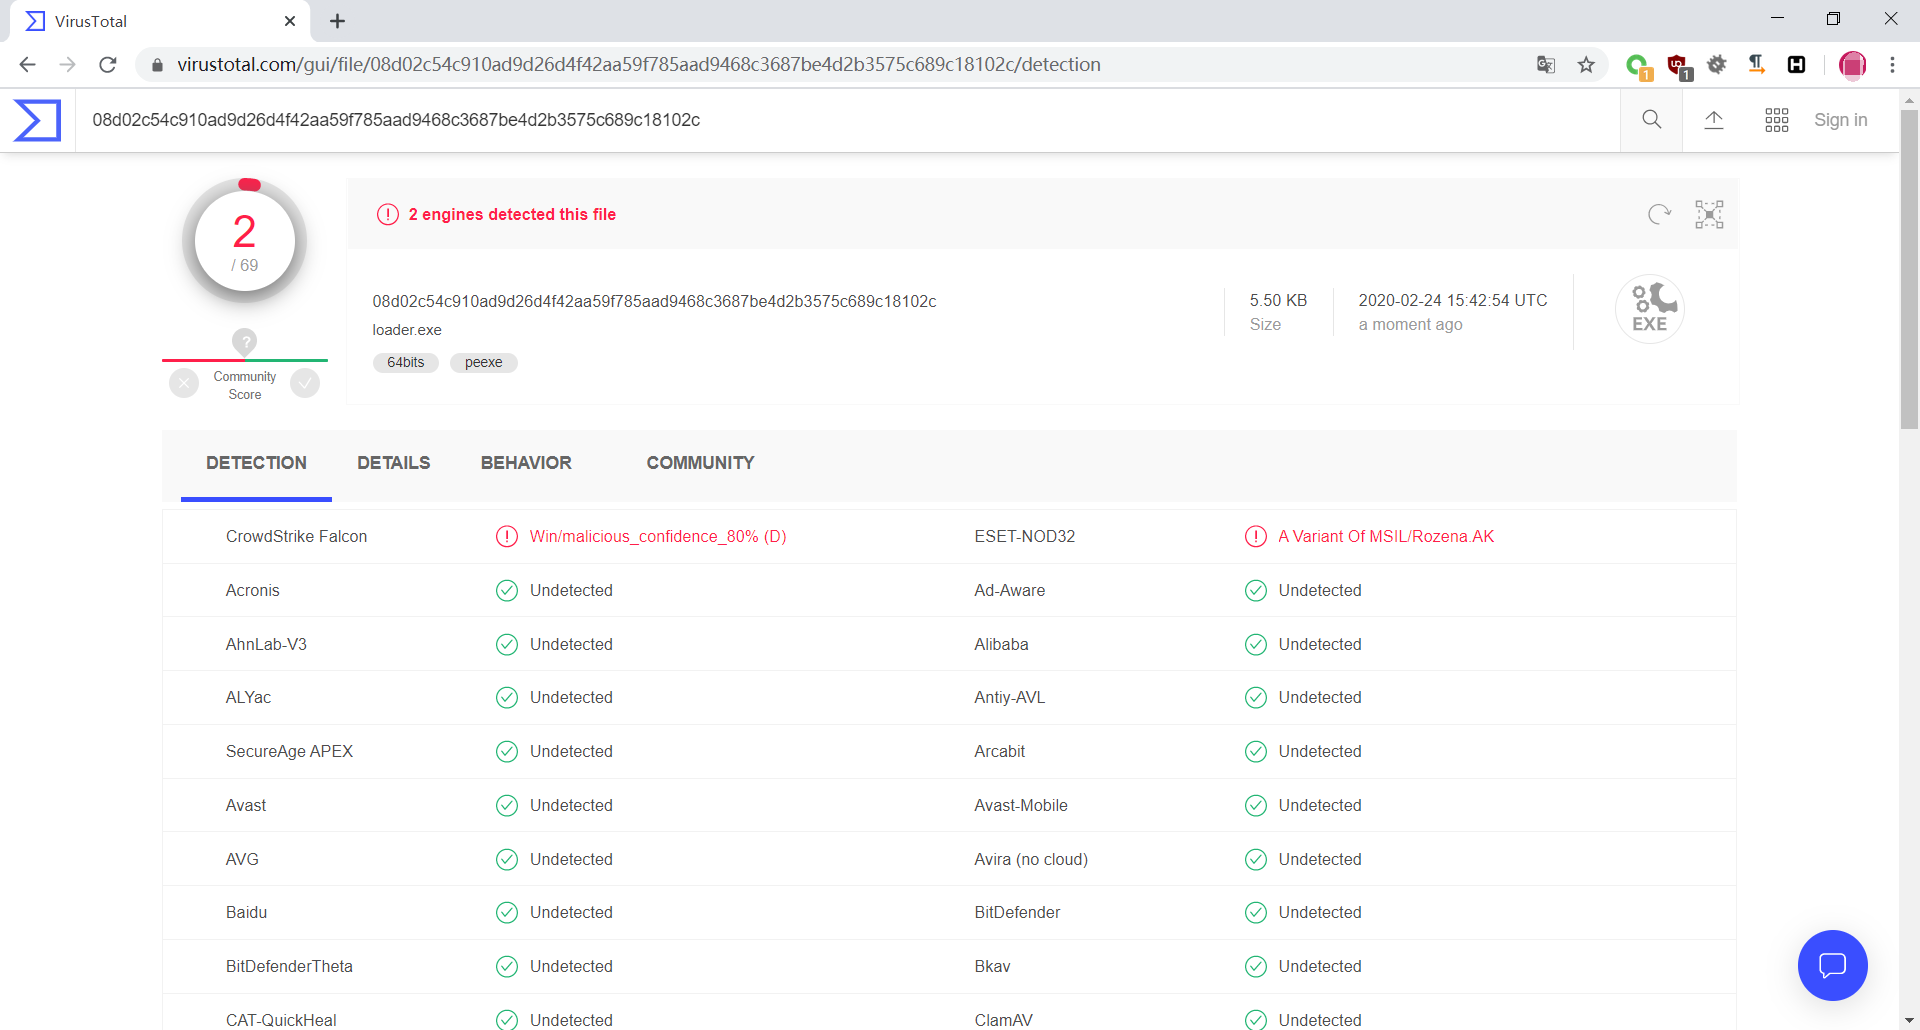 VirusTotal
virustotal.com/gui/file/08d02c54c910ad9d26d4f42aa59f785aad9468c3687be4d2b3575c689c18102c/detection
1
1
08d02c54c910ad9d26d4f42aa59f785aad9468c3687be4d2b3575c689c18102c
Sign in
2
/ 69
2 engines detected this file
08d02c54c910ad9d26d4f42aa59f785aad9468c3687be4d2b3575c689c18102c
loader.exe
64bits peexe
5.50 KB
Size
2020-02-24 15:42:54 UTC
a moment ago
EXE
?
Community
Score
DETECTION DETAILS BEHAVIOR COMMUNITY
CrowdStrike Falcon Win/malicious_confidence_80% (D) ESET-NOD32 A Variant Of MSIL/Rozena.AK
Acronis Undetected Ad-Aware Undetected
AhnLab-V3 Undetected Alibaba Undetected
ALYac Undetected Antiy-AVL Undetected
SecureAge APEX Undetected Arcabit Undetected
Avast Undetected Avast-Mobile Undetected
AVG Undetected Avira (no cloud) Undetected
Baidu Undetected BitDefender Undetected
BitDefenderTheta Undetected Bkav Undetected
CAT-QuickHeal Undetected ClamAV Undetected